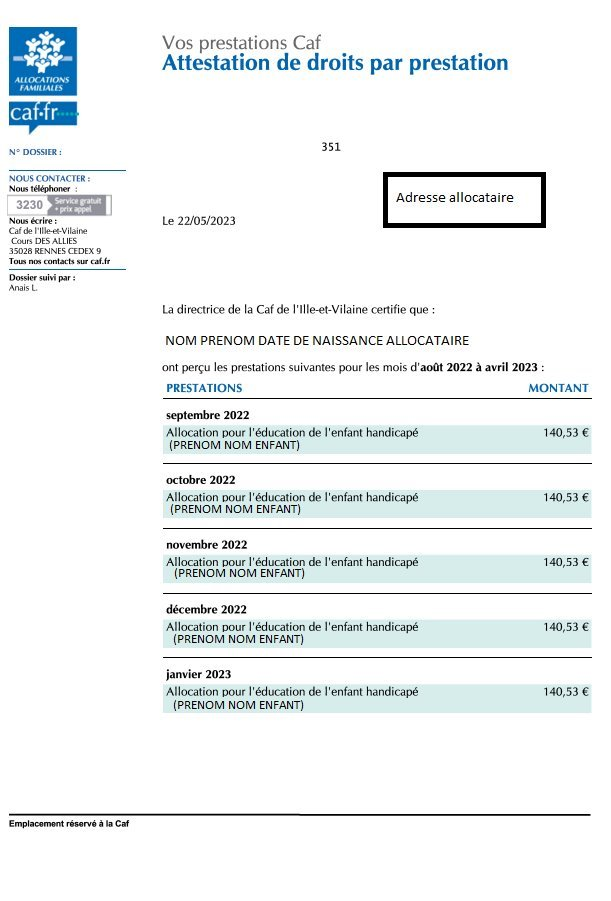 ALLOCATIONS
FAMILIALES
caf.fr
Vos prestations Caf
Attestation de droits par prestation
N° DOSSIER :
351
NOUS CONTACTER :
Nous téléphoner :
3230 Service gratuit
+ prix appel
Nous écrire :
Caf de l'Ille-et-Vilaine
Cours DES ALLIES
35028 RENNES CEDEX 9
Tous nos contacts sur caf.fr
Dossier suivi par :
Anais L.
Adresse allocataire
Le 22/05/2023
La directrice de la Caf de l'Ille-et-Vilaine certifie que :
NOM PRENOM DATE DE NAISSANCE ALLOCATAIRE
ont perçu les prestations suivantes pour les mois d'août 2022 à avril 2023 :
PRESTATIONS MONTANT
septembre 2022
Allocation pour l'éducation de l'enfant handicapé 140,53 €
(PRENOM NOM ENFANT)
octobre 2022
Allocation pour l'éducation de l'enfant handicapé 140,53 €
(PRENOM NOM ENFANT)
novembre 2022
Allocation pour l'éducation de l'enfant handicapé 140,53 €
(PRENOM NOM ENFANT)
décembre 2022
Allocation pour l'éducation de l'enfant handicapé 140,53 €
(PRENOM NOM ENFANT)
janvier 2023
Allocation pour l'éducation de l'enfant handicapé 140,53 €
(PRENOM NOM ENFANT)
Emplacement réservé à la Caf